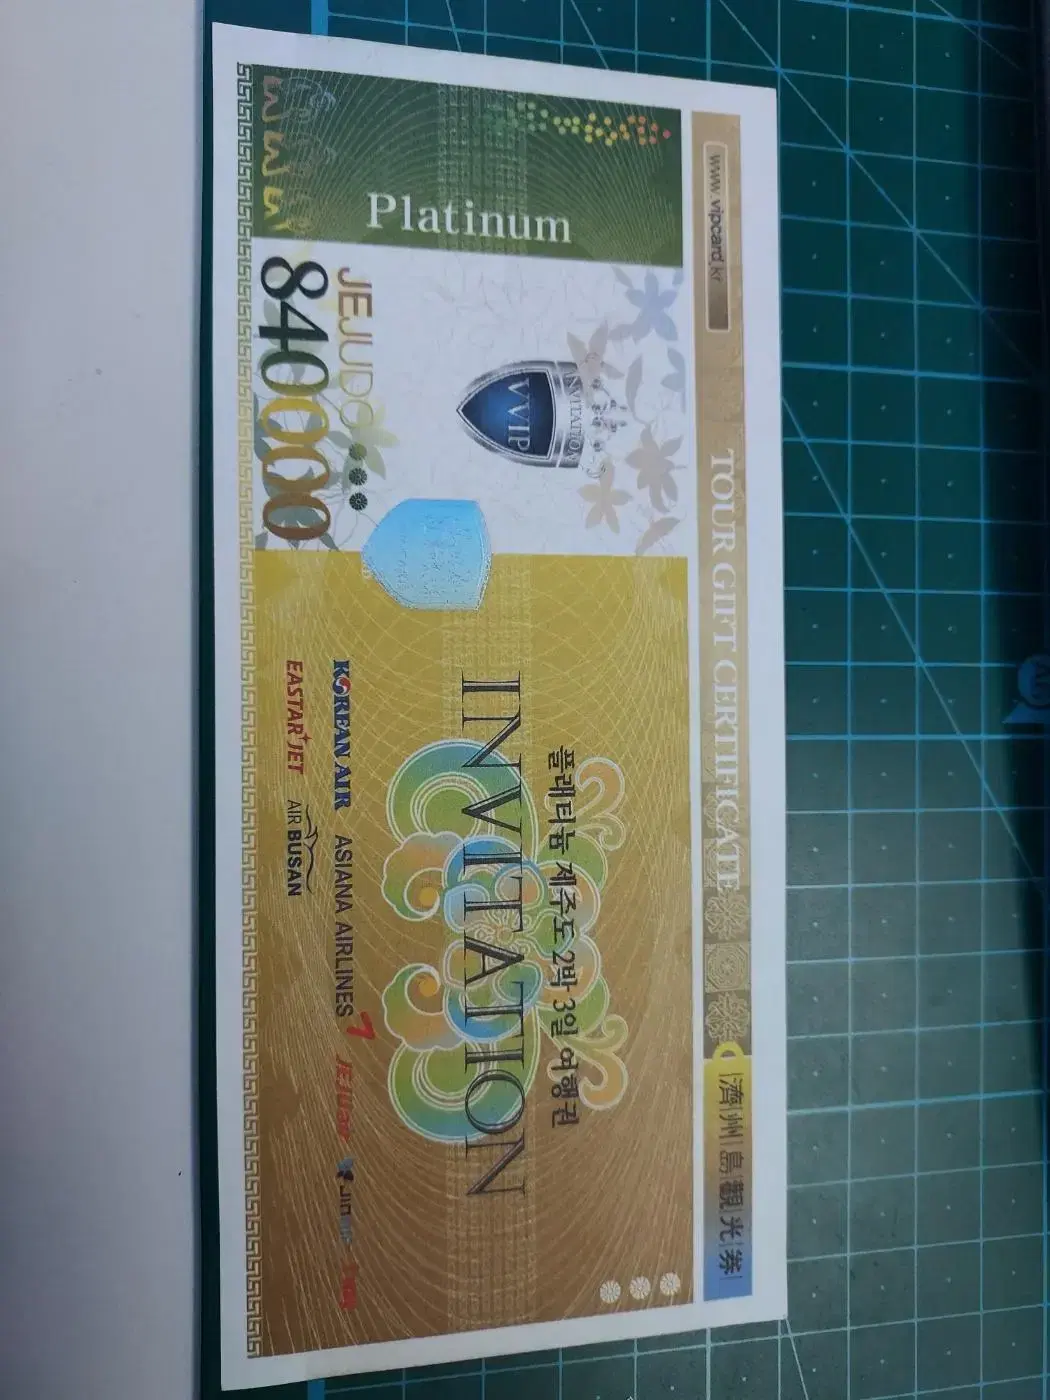 www.vipcard.kr
TOUR GIFT CERTIFICATE
濟州島觀光券
Platinum
INVITATION
VVIP
JEJUDO
840000
플래티늄 제주도 2박 3일 여행권
INVITATION
KOREAN AIR ASIANA AIRLINES JEJUair
EASTAR JET AIR BUSAN